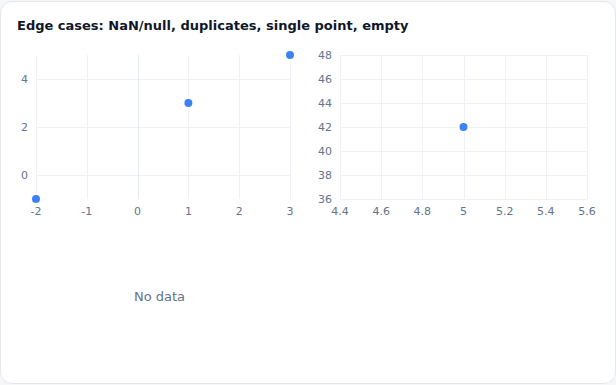 Edge cases: NaN/null, duplicates, single point, empty
4
2
0
-2 -1 0 1 2 3
48
46
44
42
40
38
36
4.4 4.6 4.8 5 5.2 5.4 5.6
No data